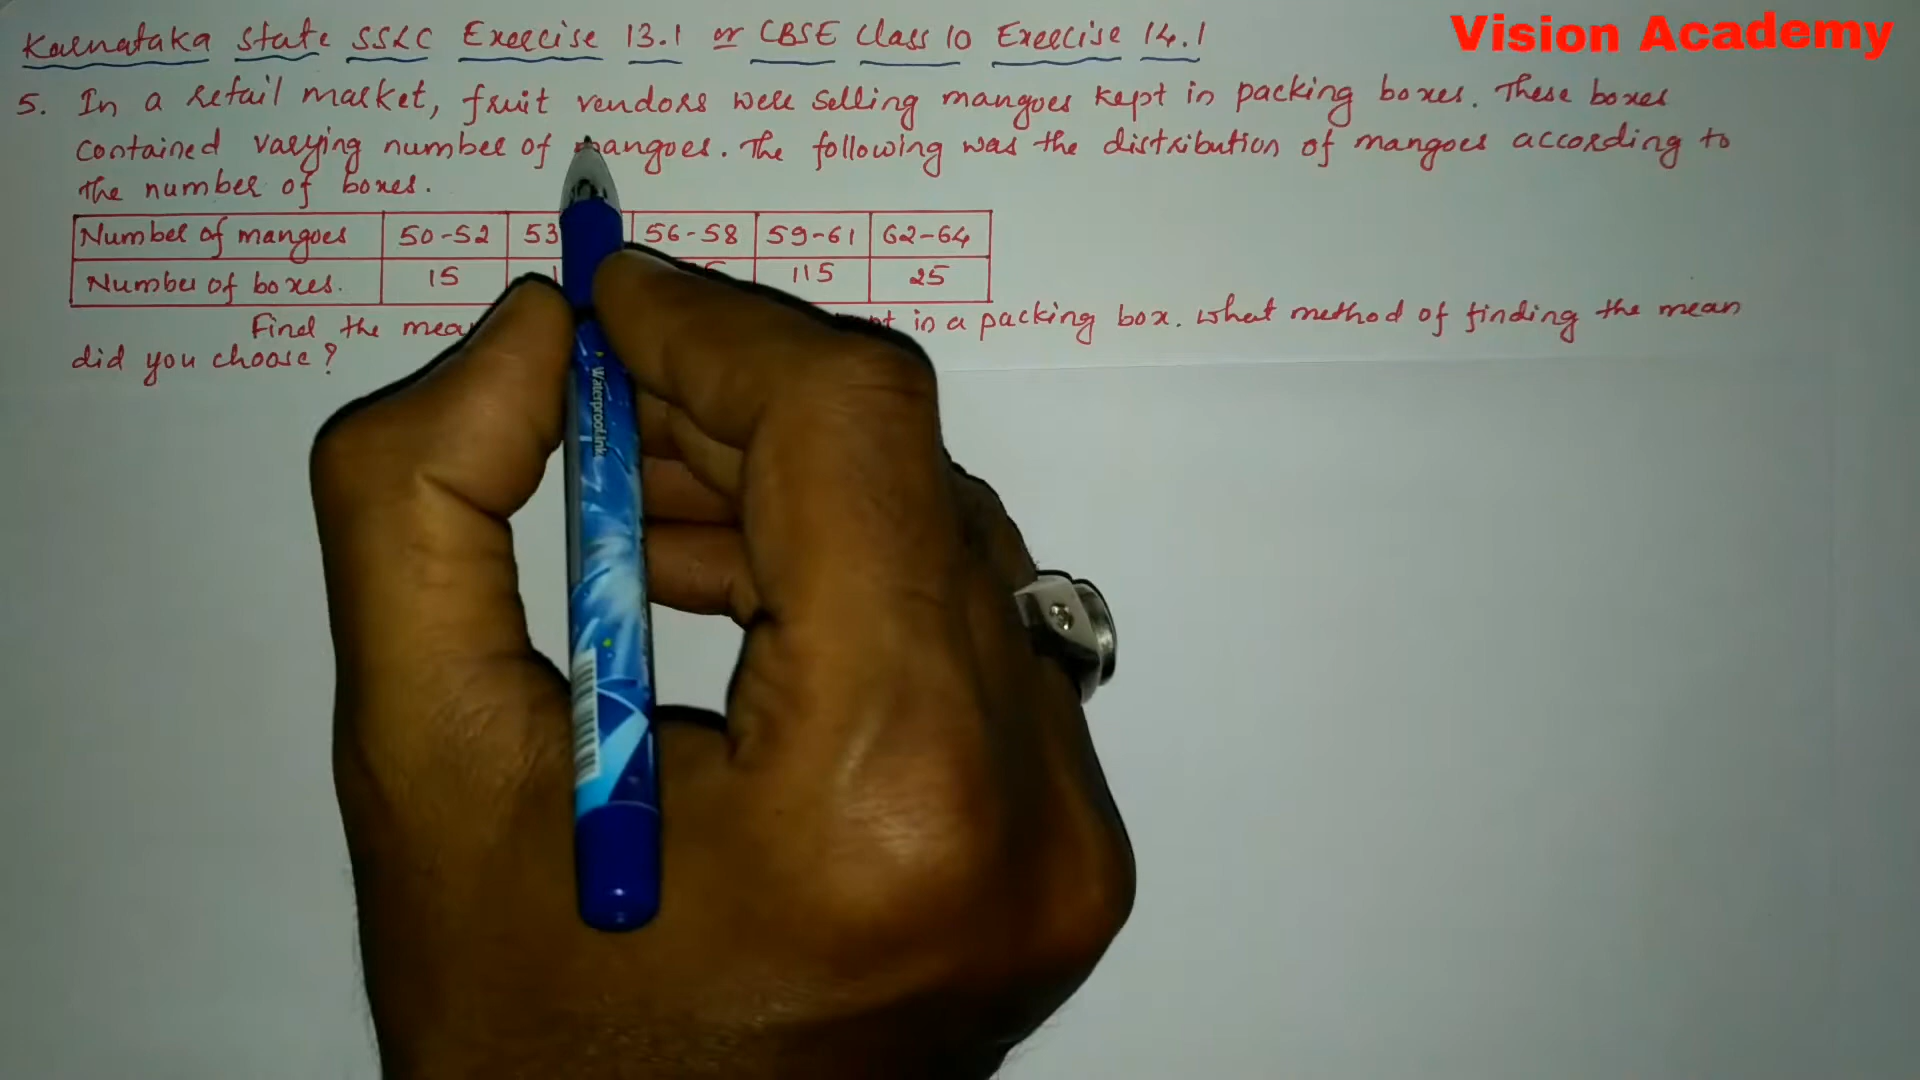 Karnataka State SSLC Exercise 13.1 or CBSE Class 10 Exercise 14.1
Vision Academy
5. In a retail market, fruit vendors were selling mangoes kept in packing boxes. These boxes
contained varying number of mangoes. The following was the distribution of mangoes according to
the number of boxes.
Number of mangoes 50-52 53 56-58 59-61 62-64
Number of boxes. 15 1 115 25
Find the in a packing box. What method of finding the mean
did you choose?
Waterproof Ink